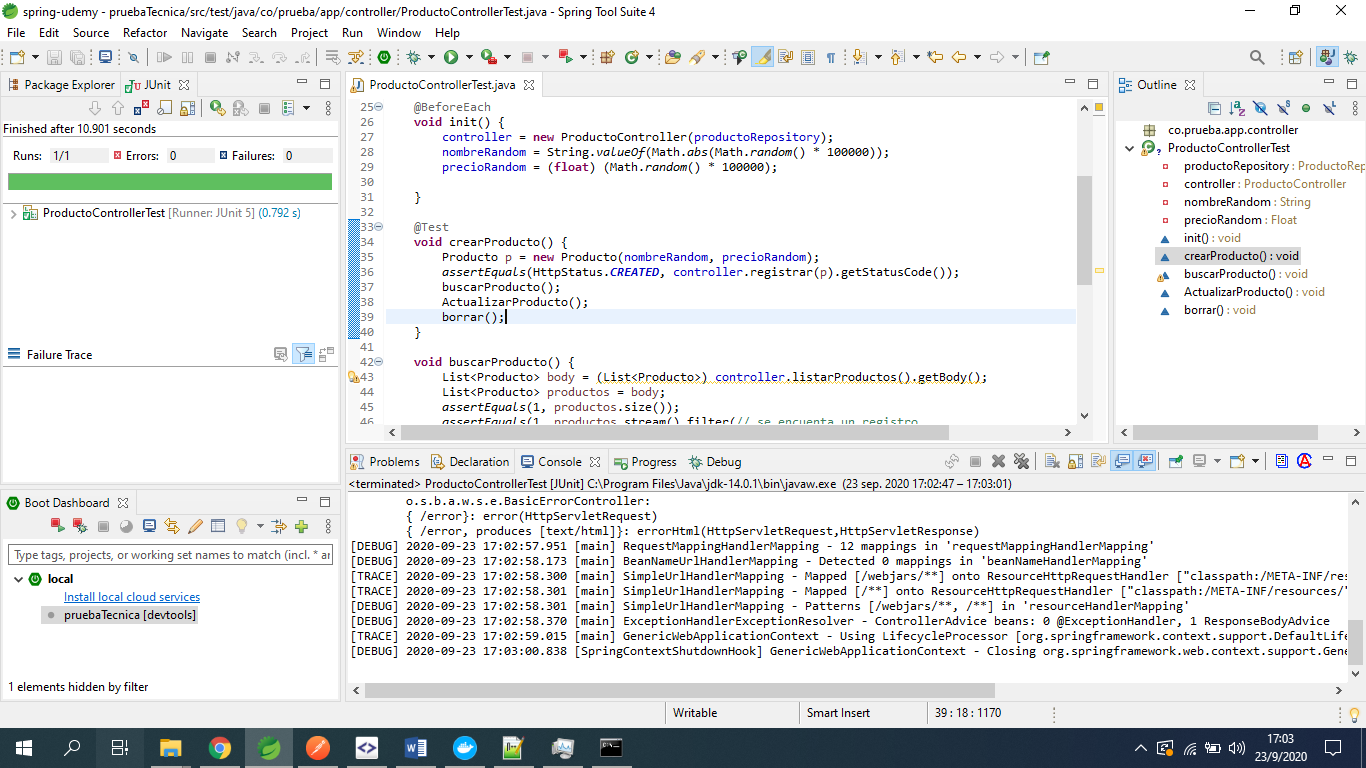 spring-udemy - pruebaTecnica/src/test/java/co/prueba/app/controller/ProductoControllerTest.java - Spring Tool Suite 4
File Edit Source Refactor Navigate Search Project Run Window Help
Package Explorer JUnit
Finished after 10.901 seconds
Runs: 1/1 Errors: 0 Failures: 0
ProductoControllerTest [Runner: JUnit 5] (0.792 s)
Failure Trace
ProductoControllerTest.java
25 @BeforeEach
26 void init() {
27 controller = new ProductoController(productoRepository);
28 nombreRandom = String.valueOf(Math.abs(Math.random() * 100000));
29 precioRandom = (float) (Math.random() * 100000);
30
31 }
32
33 @Test
34 void crearProducto() {
35 Producto p = new Producto(nombreRandom, precioRandom);
36 assertEquals(HttpStatus.CREATED, controller.registrar(p).getStatusCode());
37 buscarProducto();
38 ActualizarProducto();
39 borrar();
40 }
41
42 void buscarProducto() {
43 List<Producto> body = (List<Producto>) controller.listarProductos().getBody();
44 List<Producto> productos = body;
45 assertEquals(1, productos.size());
46 assertEquals(1, productos.stream().filter(// se encuenta un registro
Outline
co.prueba.app.controller
ProductoControllerTest
productoRepository : ProductoRep
controller : ProductoController
nombreRandom : String
precioRandom : Float
init() : void
crearProducto() : void
buscarProducto() : void
ActualizarProducto() : void
borrar() : void
Boot Dashboard
Type tags, projects, or working set names to match (incl. * ar
local
Install local cloud services
pruebaTecnica [devtools]
1 elements hidden by filter
Problems Declaration Console Progress Debug
<terminated> ProductoControllerTest [JUnit] C:\Program Files\Java\jdk-14.0.1\bin\javaw.exe (23 sep. 2020 17:02:47 – 17:03:01)
o.s.b.a.w.s.e.BasicErrorController:
{ /error}: error(HttpServletRequest)
{ /error, produces [text/html]}: errorHtml(HttpServletRequest,HttpServletResponse)
[DEBUG] 2020-09-23 17:02:57.951 [main] RequestMappingHandlerMapping - 12 mappings in 'requestMappingHandlerMapping'
[DEBUG] 2020-09-23 17:02:58.173 [main] BeanNameUrlHandlerMapping - Detected 0 mappings in 'beanNameHandlerMapping'
[TRACE] 2020-09-23 17:02:58.300 [main] SimpleUrlHandlerMapping - Mapped [/webjars/**] onto ResourceHttpRequestHandler ["classpath:/META-INF/res
[TRACE] 2020-09-23 17:02:58.301 [main] SimpleUrlHandlerMapping - Mapped [/**] onto ResourceHttpRequestHandler ["classpath:/META-INF/resources/"
[DEBUG] 2020-09-23 17:02:58.301 [main] SimpleUrlHandlerMapping - Patterns [/webjars/**, /**] in 'resourceHandlerMapping'
[DEBUG] 2020-09-23 17:02:58.370 [main] ExceptionHandlerExceptionResolver - ControllerAdvice beans: 0 @ExceptionHandler, 1 ResponseBodyAdvice
[TRACE] 2020-09-23 17:02:59.015 [main] GenericWebApplicationContext - Using LifecycleProcessor [org.springframework.context.support.DefaultLife
[DEBUG] 2020-09-23 17:03:00.838 [SpringContextShutdownHook] GenericWebApplicationContext - Closing org.springframework.web.context.support.Gene
Writable Smart Insert 39 : 18 : 1170
17:03
23/9/2020